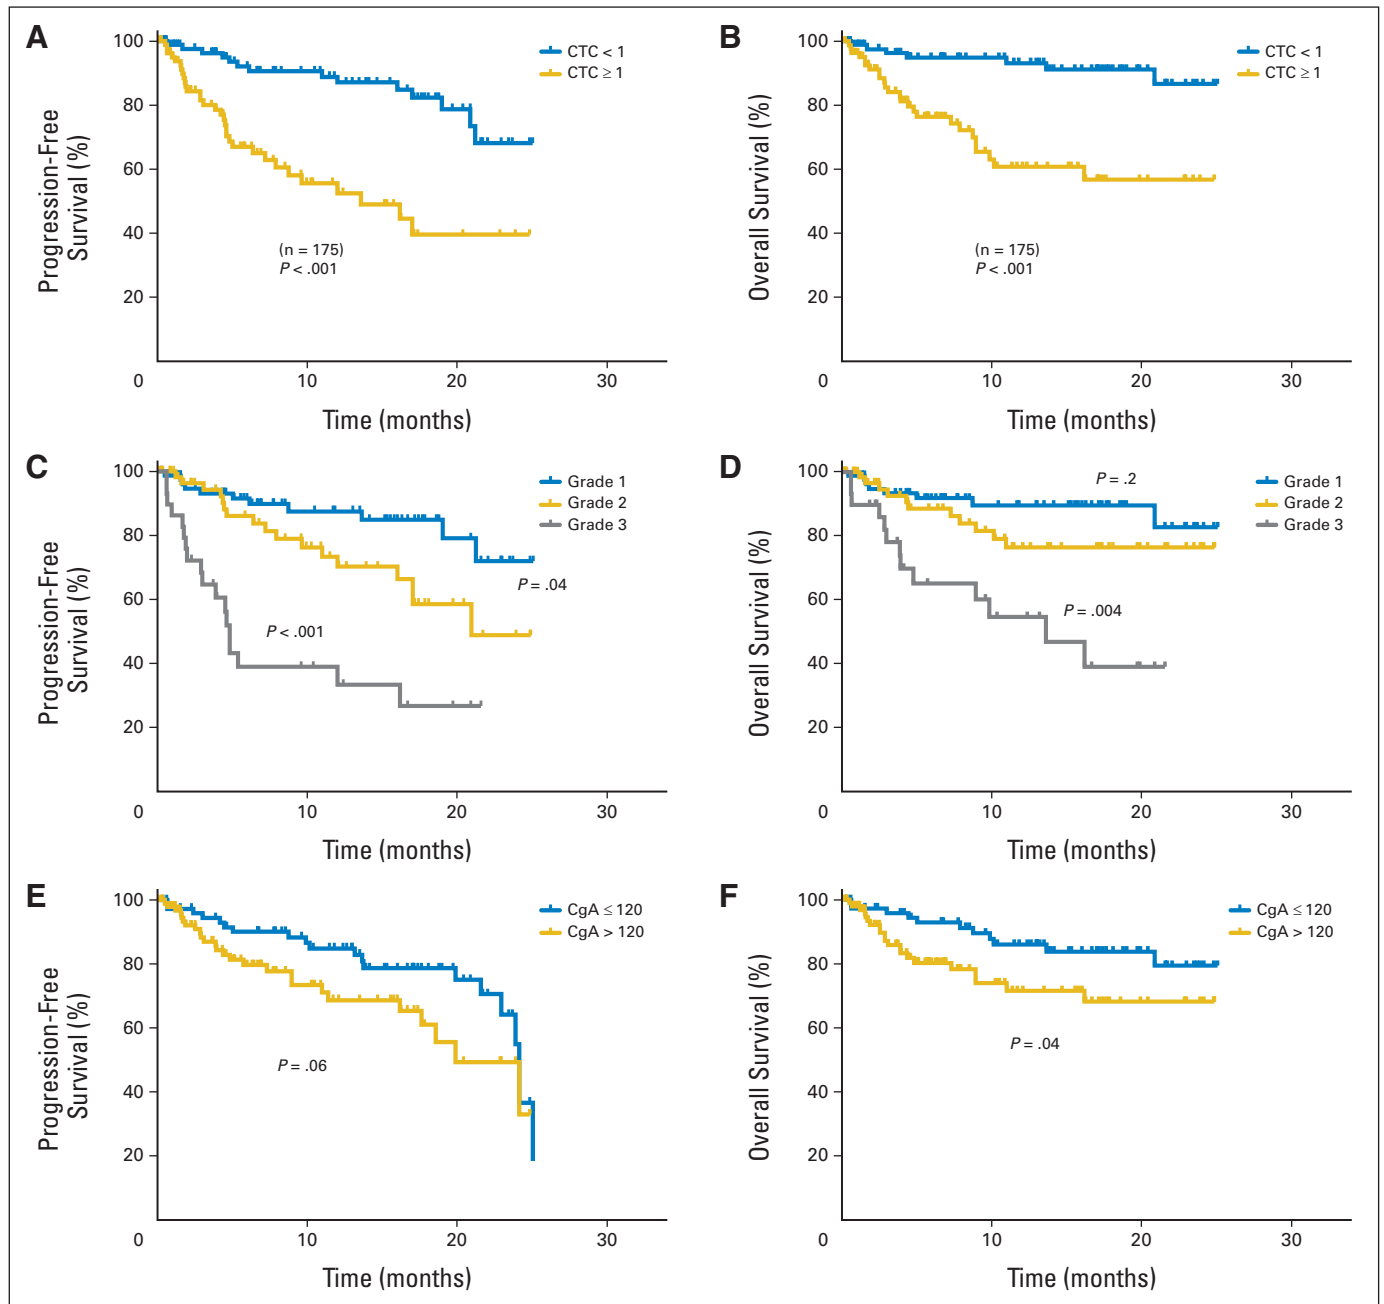 A
100
80
60
40
20
0
10
20
30
Progression-Free
Survival (%)
Time (months)
CTC < 1
CTC ≥ 1
(n = 175)
P < .001
B
100
80
60
40
20
0
10
20
30
Overall Survival (%)
Time (months)
CTC < 1
CTC ≥ 1
(n = 175)
P < .001
C
100
80
60
40
20
0
10
20
30
Progression-Free
Survival (%)
Time (months)
Grade 1
Grade 2
Grade 3
P = .04
P < .001
D
100
80
60
40
20
0
10
20
30
Overall Survival (%)
Time (months)
P = .2
Grade 1
Grade 2
Grade 3
P = .004
E
100
80
60
40
20
0
10
20
30
Progression-Free
Survival (%)
Time (months)
CgA ≤ 120
CgA > 120
P = .06
F
100
80
60
40
20
0
10
20
30
Overall Survival (%)
Time (months)
CgA ≤ 120
CgA > 120
P = .04